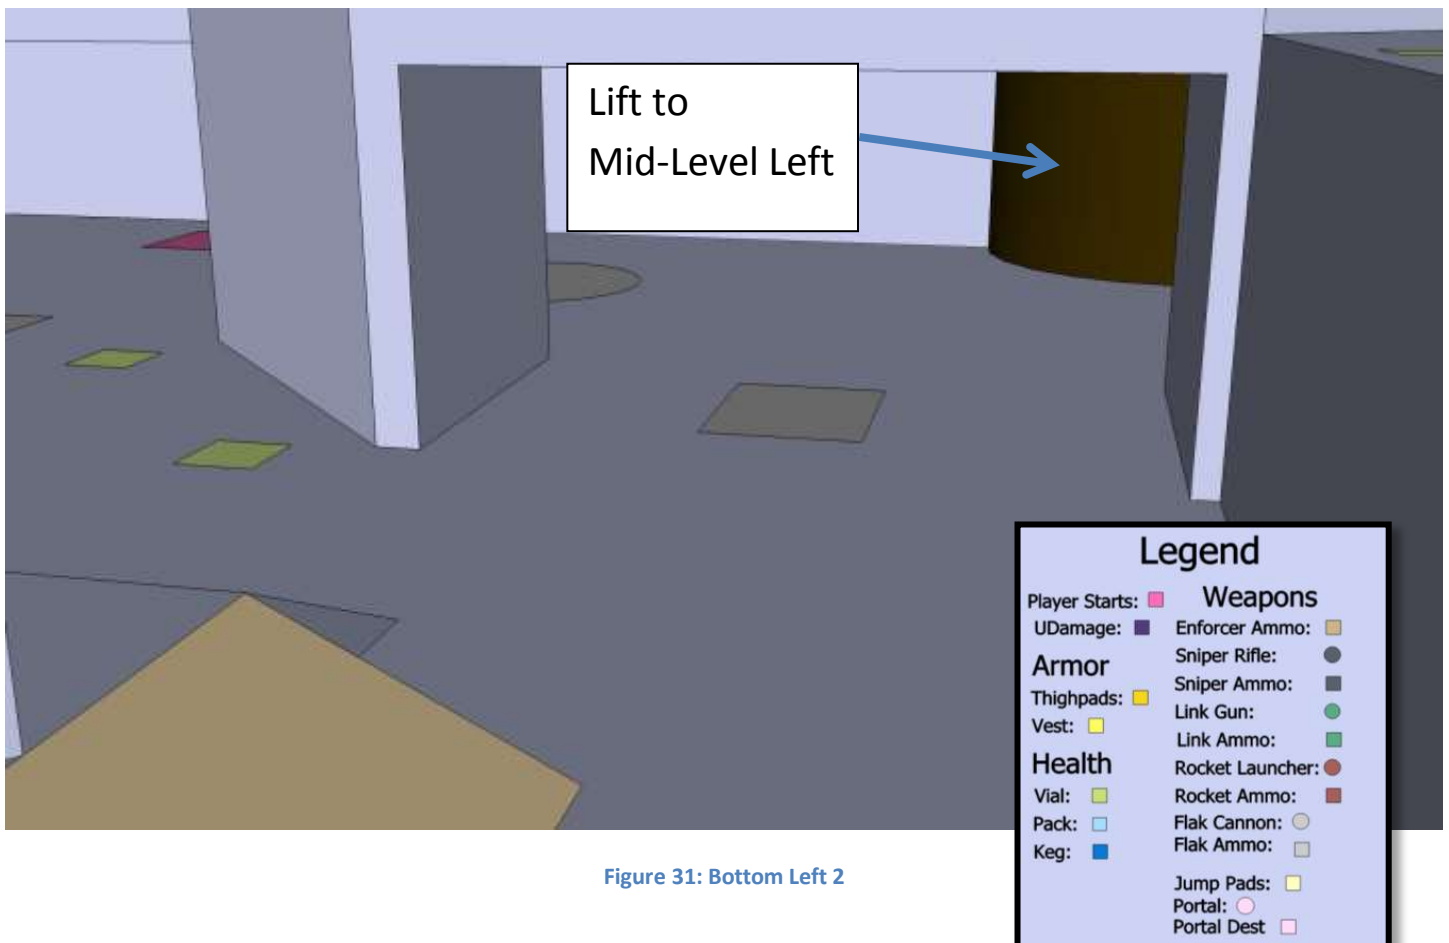 Lift to
Mid-Level Left
Legend
Player Starts:
UDamage:
Armor
Thighpads:
Vest:
Health
Vial:
Pack:
Keg:
Weapons
Enforcer Ammo:
Sniper Rifle:
Sniper Ammo:
Link Gun:
Link Ammo:
Rocket Launcher:
Rocket Ammo:
Flak Cannon:
Flak Ammo:
Jump Pads:
Portal:
Portal Dest
Figure 31: Bottom Left 2